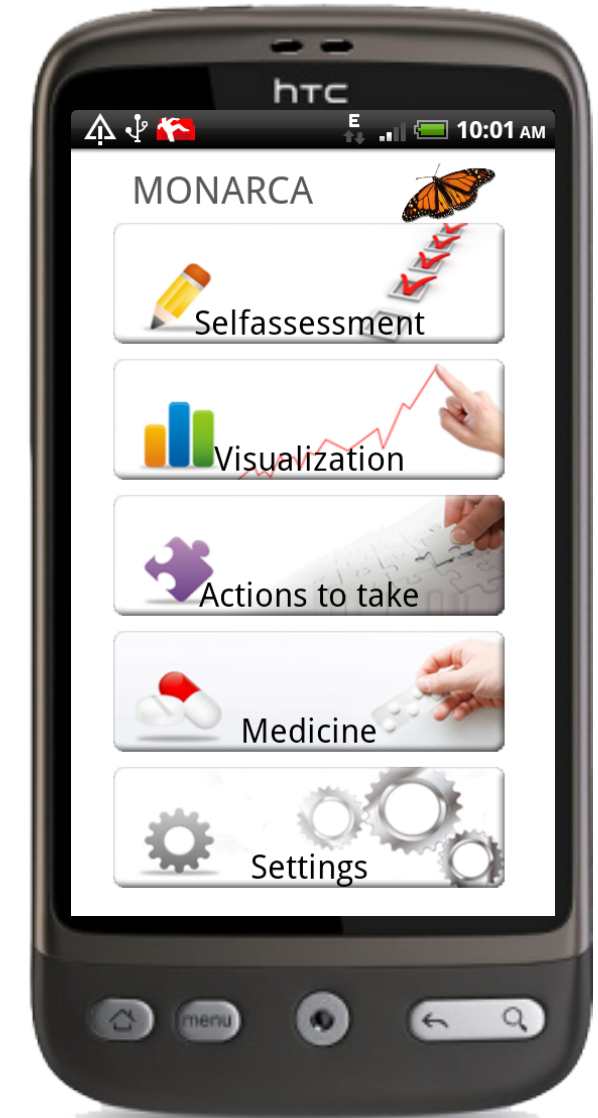 hTC
E
10:01 AM
MONARCA
Selfassessment
Visualization
Actions to take
Medicine
Settings
menu